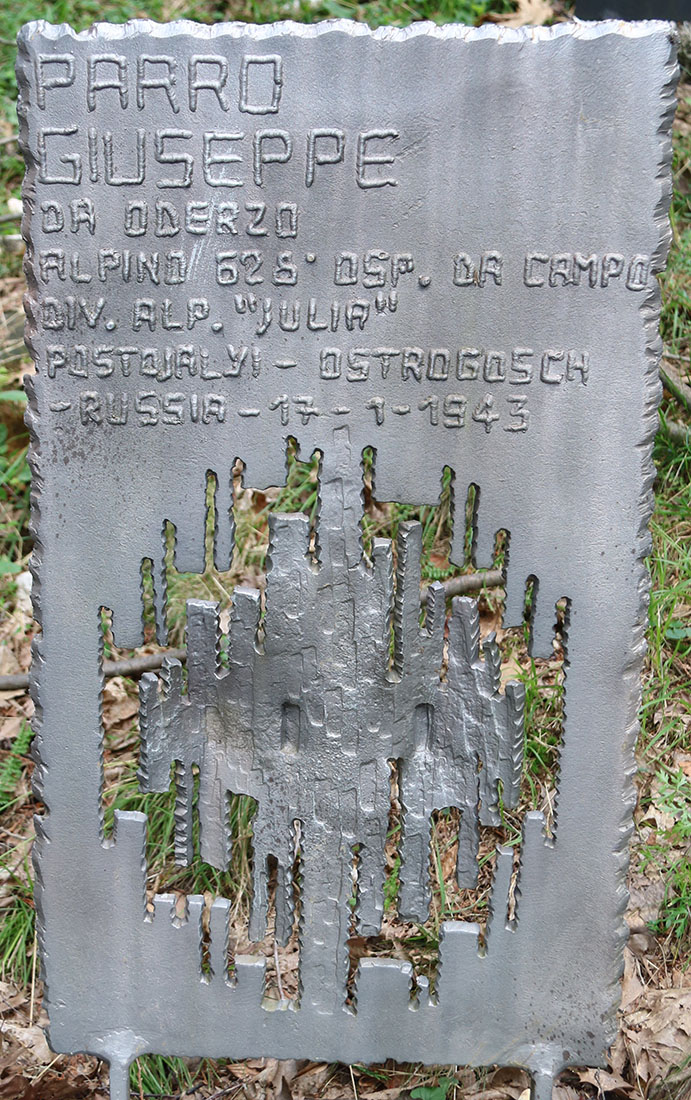 PARRO
GIUSEPPE
DA ODERZO
ALPINO 628° OSP. DA CAMPO
DIV. ALP. "JULIA"
POSTOJALYI - OSTROGOSCH
- RUSSIA - 17 - 1 - 1943